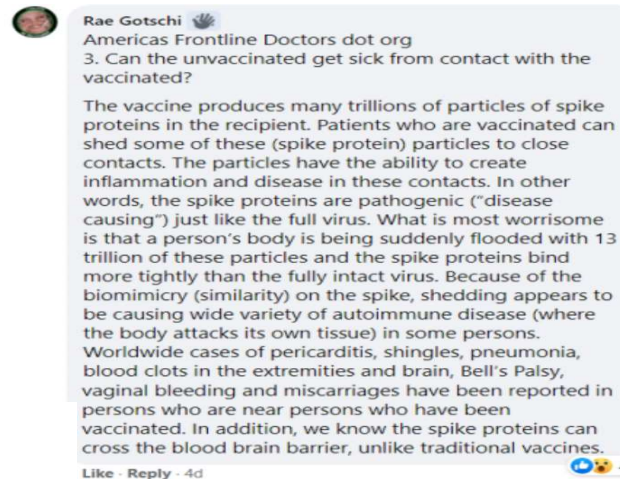 Rae Gotschi
Americas Frontline Doctors dot org
3. Can the unvaccinated get sick from contact with the
vaccinated?
The vaccine produces many trillions of particles of spike
proteins in the recipient. Patients who are vaccinated can
shed some of these (spike protein) particles to close
contacts. The particles have the ability to create
inflammation and disease in these contacts. In other
words, the spike proteins are pathogenic ("disease
causing") just like the full virus. What is most worrisome
is that a person's body is being suddenly flooded with 13
trillion of these particles and the spike proteins bind
more tightly than the fully intact virus. Because of the
biomimicry (similarity) on the spike, shedding appears to
be causing wide variety of autoimmune disease (where
the body attacks its own tissue) in some persons.
Worldwide cases of pericarditis, shingles, pneumonia,
blood clots in the extremities and brain, Bell's Palsy,
vaginal bleeding and miscarriages have been reported in
persons who are near persons who have been
vaccinated. In addition, we know the spike proteins can
cross the blood brain barrier, unlike traditional vaccines.
Like · Reply · 4d